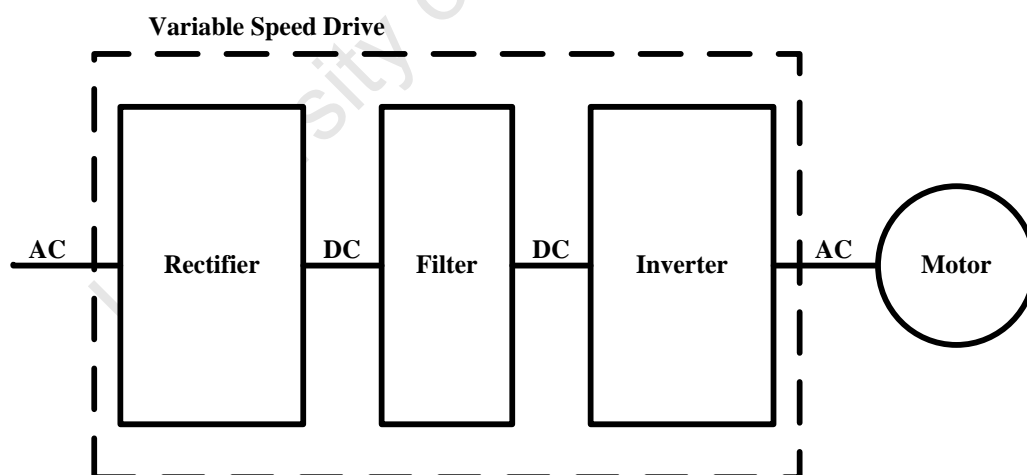 Variable Speed Drive
AC
Rectifier
DC
Filter
DC
Inverter
AC
Motor